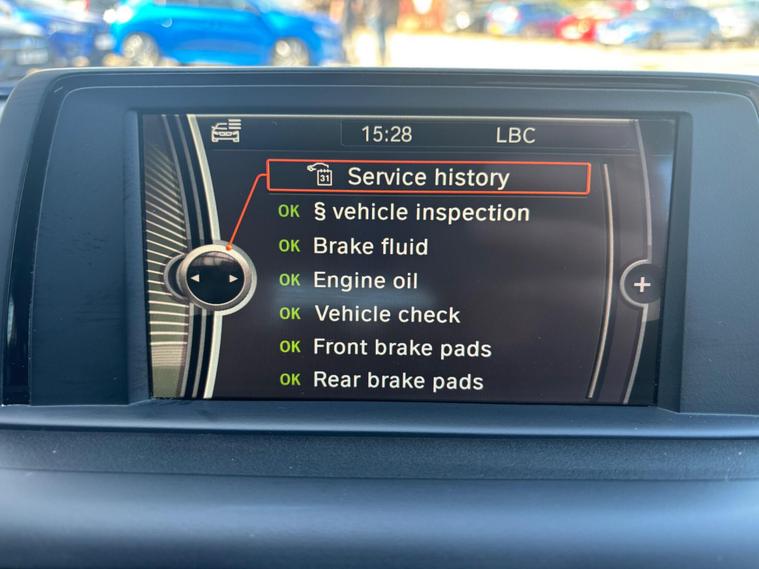 15:28 LBC
31 Service history
OK § vehicle inspection
OK Brake fluid
OK Engine oil
OK Vehicle check
OK Front brake pads
OK Rear brake pads
+